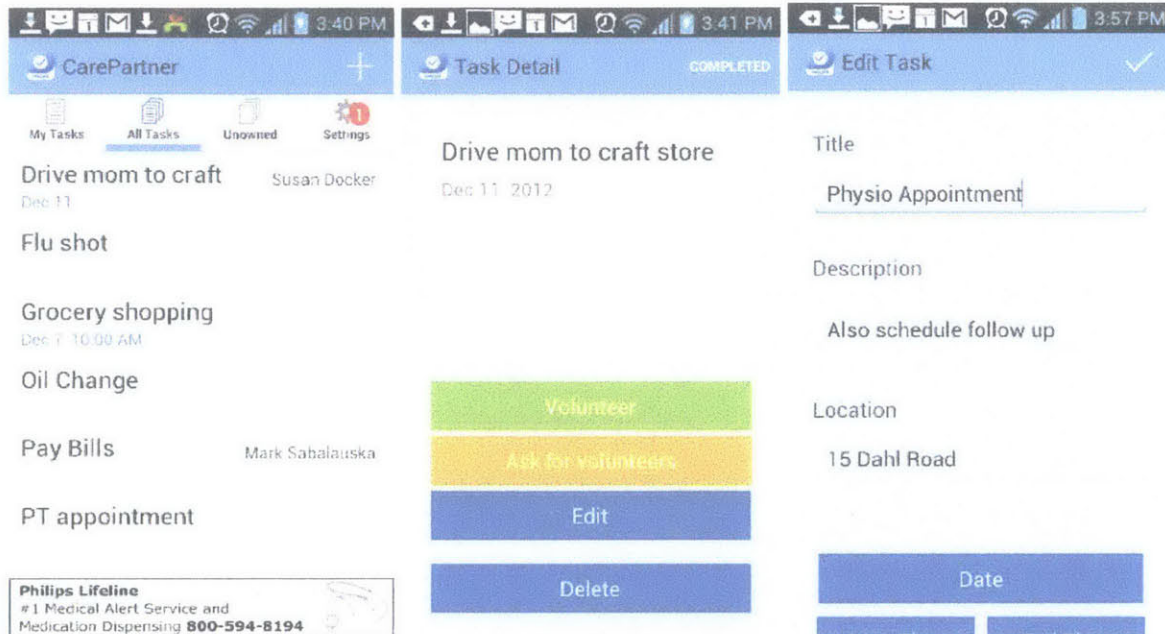 3:40 PM
CarePartner
My Tasks All Tasks Unowned Settings
1
Drive mom to craft Susan Docker
Dec 11
Flu shot
Grocery shopping
Dec 7 10:00 AM
Oil Change
Pay Bills Mark Sabalauska
PT appointment
Philips Lifeline
#1 Medical Alert Service and
Medication Dispensing 800-594-8194
3:41 PM
Task Detail COMPLETED
Drive mom to craft store
Dec 11 2012
Volunteer
Ask for volunteers
Edit
Delete
3:57 PM
Edit Task
Title
Physio Appointment
Description
Also schedule follow up
Location
15 Dahl Road
Date